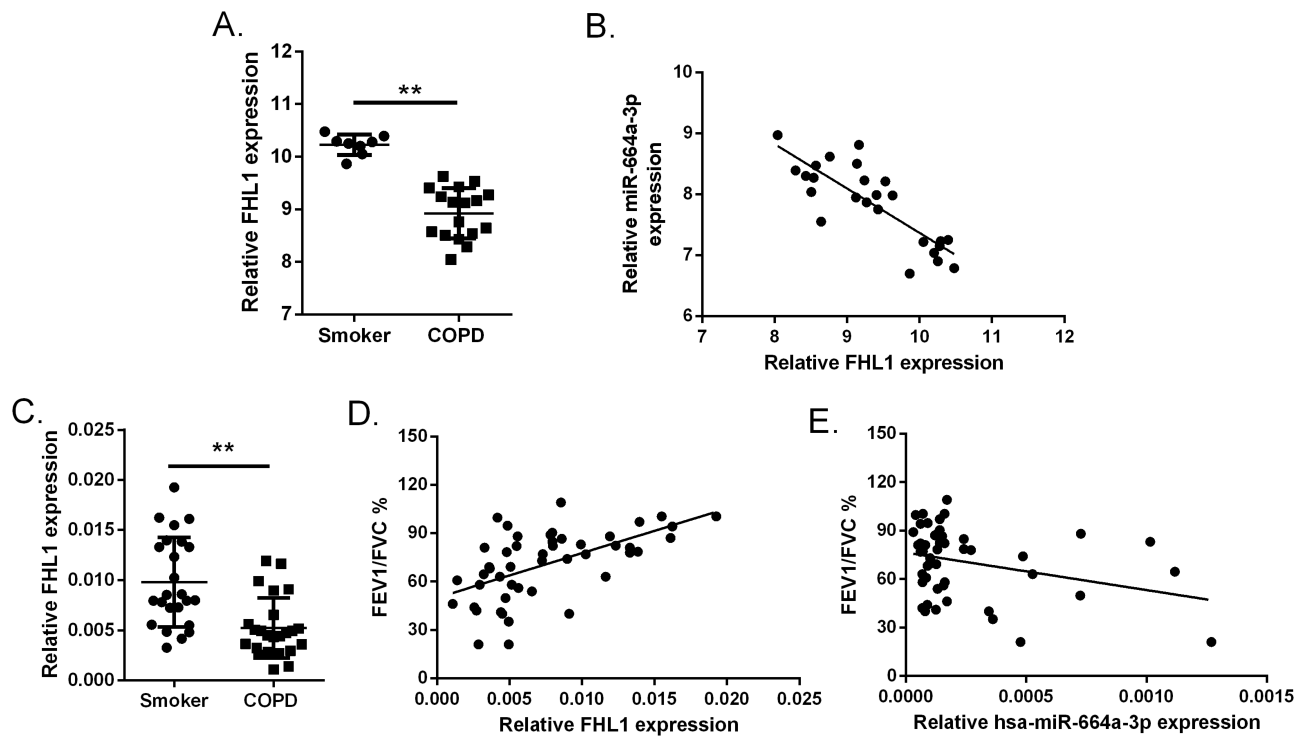 A.
Relative FHL1 expression
12
11
10
9
8
7
**
Smoker
COPD
B.
Relative miR-664a-3p
expression
10
9
8
7
6
7
8
9
10
11
12
Relative FHL1 expression
C.
Relative FHL1 expression
0.025
0.020
0.015
0.010
0.005
0.000
**
Smoker
COPD
D.
FEV1/FVC %
150
120
90
60
30
0
0.000
0.005
0.010
0.015
0.020
0.025
Relative FHL1 expression
E.
FEV1/FVC %
150
120
90
60
30
0
0.0000
0.0005
0.0010
0.0015
Relative hsa-miR-664a-3p expression